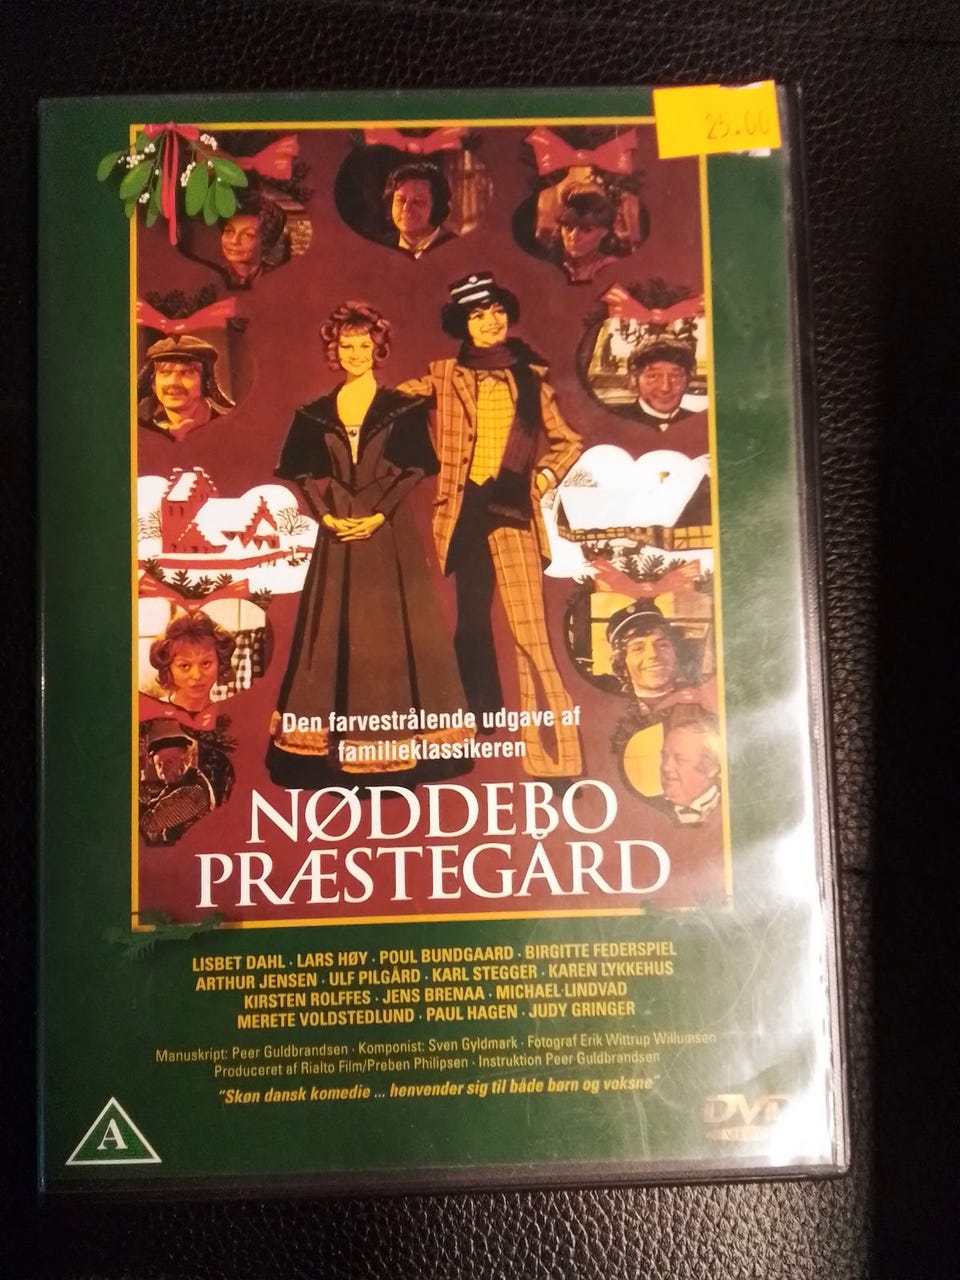 25.00
Den farvestrålende udgave af
familieklassikeren
NØDDEBO
PRÆSTEGÅRD
LISBET DAHL · LARS HØY · POUL BUNDGAARD · BIRGITTE FEDERSPIEL
ARTHUR JENSEN · ULF PILGÅRD · KARL STEGGER · KAREN LYKKEHUS
KIRSTEN ROLFFES · JENS BRENAA · MICHAEL LINDVAD
MERETE VOLDSTEDLUND · PAUL HAGEN · JUDY GRINGER
Manuskript: Peer Guldbrandsen · Komponist: Sven Gyldmark · Fotograf Erik Wittrup Willumsen
Produceret af Rialto Film/Preben Philipsen · Instruktion Peer Guldbrandsen
"Skøn dansk komedie ... henvender sig til både børn og voksne"
A
DVD